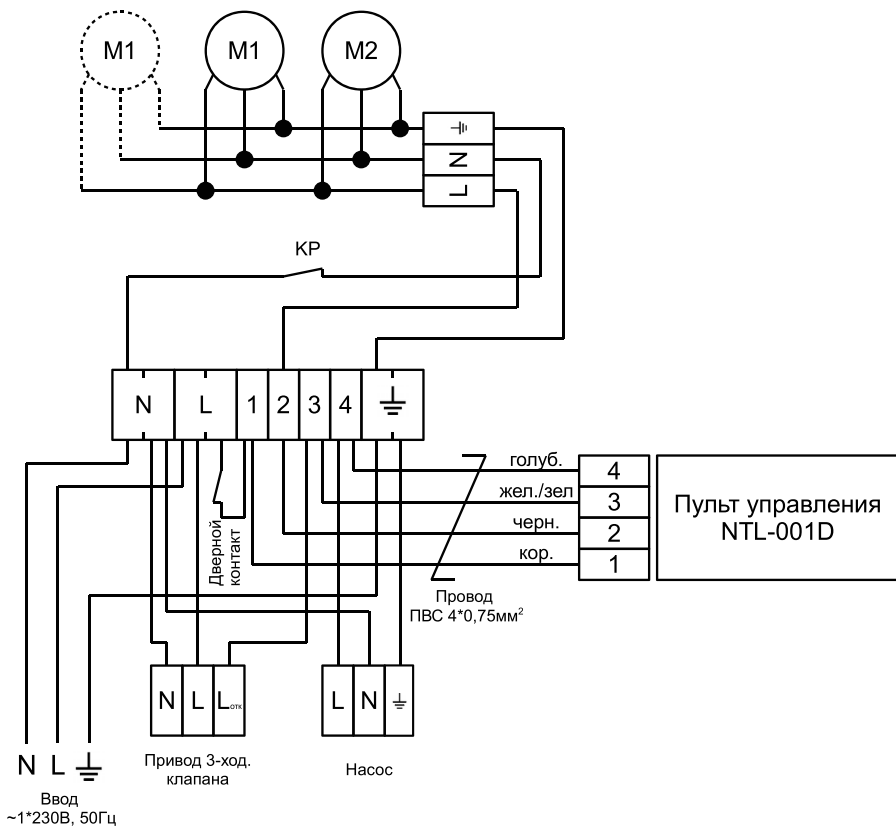 M1
M1
M2
N
L
KP
N L 1 2 3 4
голуб.
жел./зел
черн.
кор.
4
3
2
1
Пульт управления
NTL-001D
Дверной
контакт
Провод
ПВС 4*0,75мм²
N L Lотк
L N
Привод 3-ход.
клапана
Насос
N L
Ввод
~1*230В, 50Гц